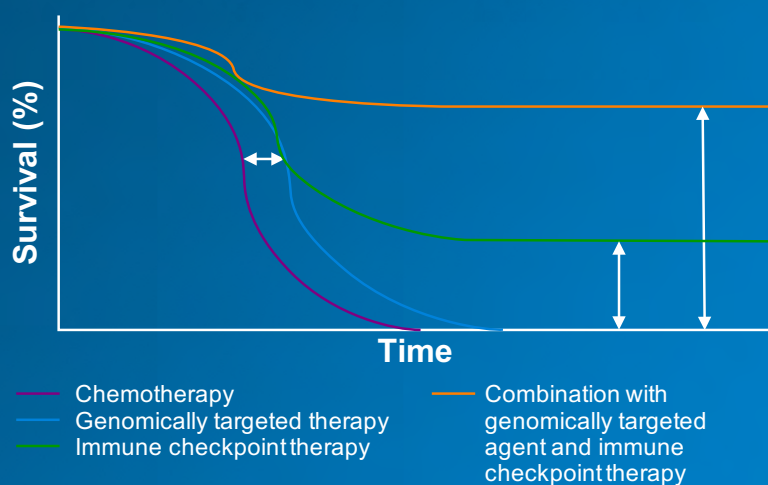 Survival (%)
Time
Chemotherapy
Genomically targeted therapy
Immune checkpoint therapy
Combination with
genomically targeted
agent and immune
checkpoint therapy